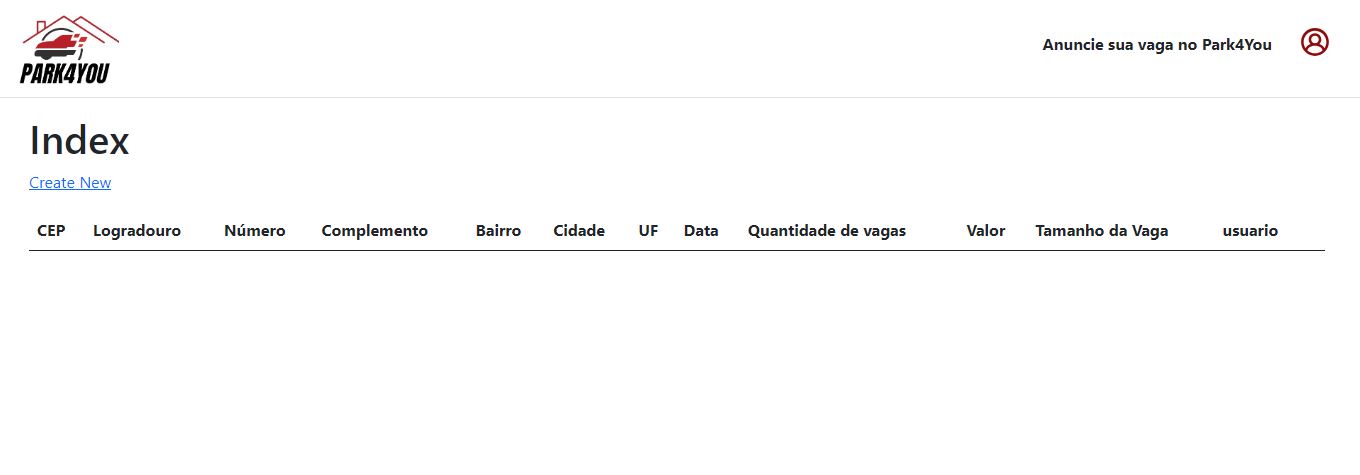 PARK4YOU
Anuncie sua vaga no Park4You
Index
Create New
CEP Logradouro Número Complemento Bairro Cidade UF Data Quantidade de vagas Valor Tamanho da Vaga usuario